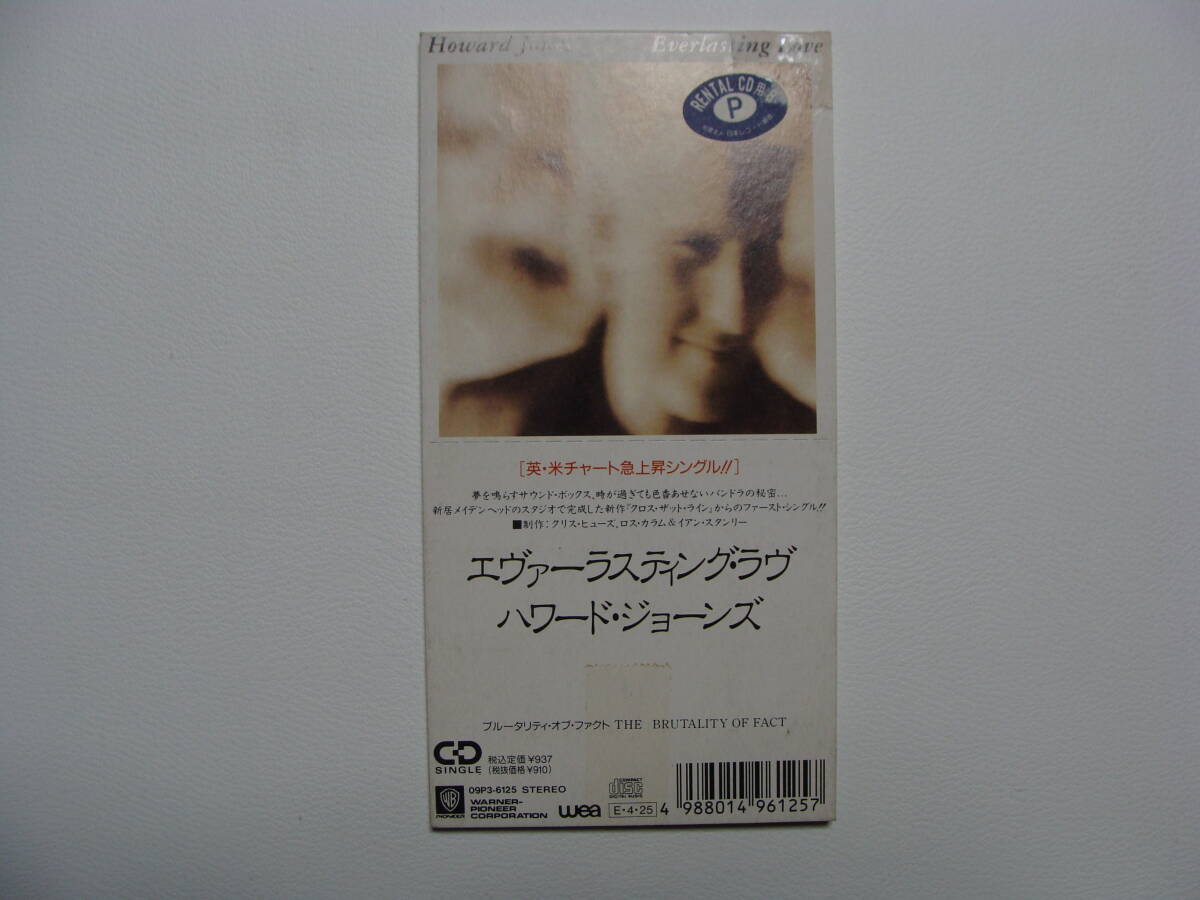 Howard Jones Everlasting Love
RENTAL CD用
P
[英・米チャート急上昇シングル!!]
夢を鳴らすサウンド・ボックス、時が過ぎても色香あせないパンドラの秘密…
新居メイデンヘッドのスタジオで完成した新作『クロス・ザット・ライン』からのファースト・シングル!!
■制作：クリス・ヒューズ、ロス・カラム&イアン・スタンリー
エヴァーラスティング・ラヴ
ハワード・ジョーンズ
ブルータリティ・オブ・ファクト THE BRUTALITY OF FACT
CD
SINGLE
税込定価¥937
(税抜価格¥910)
09P3-6125 STEREO
WB
PIONEER
WARNER-
PIONEER
CORPORATION
wea
COMPACT
disc
DIGITAL AUDIO
E・4・25
4 988014 961257